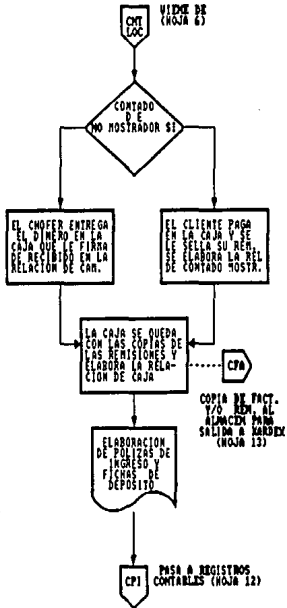 CMT
LOC
VIENE DE
(HOJA 6)
CONTADO
D E
NO MOSTRADOR SI
EL CHOFER ENTREGA
EL DINERO EN LA
CAJA QUE LE FIRMA
DE RECIBIDO EN LA
RELACION DE CAM.
EL CLIENTE PAGA
EN LA CAJA Y SE
LE SELLA SU REM.
SE ELABORA LA REL
DE CONTADO MOSTR.
LA CAJA SE QUEDA
CON LAS COPIAS DE
LAS REMISIONES Y
ELABORA LA RELA-
CION DE CAJA
CFA
COPIA DE FACT.
Y/O REM. AL
ALMACEN PARA
SALIDA A KARDEX
(HOJA 13)
ELABORACION
DE POLIZAS DE
INGRESO Y
FICHAS DE
DEPOSITO
CPI
PASA A REGISTROS
CONTABLES (HOJA 12)